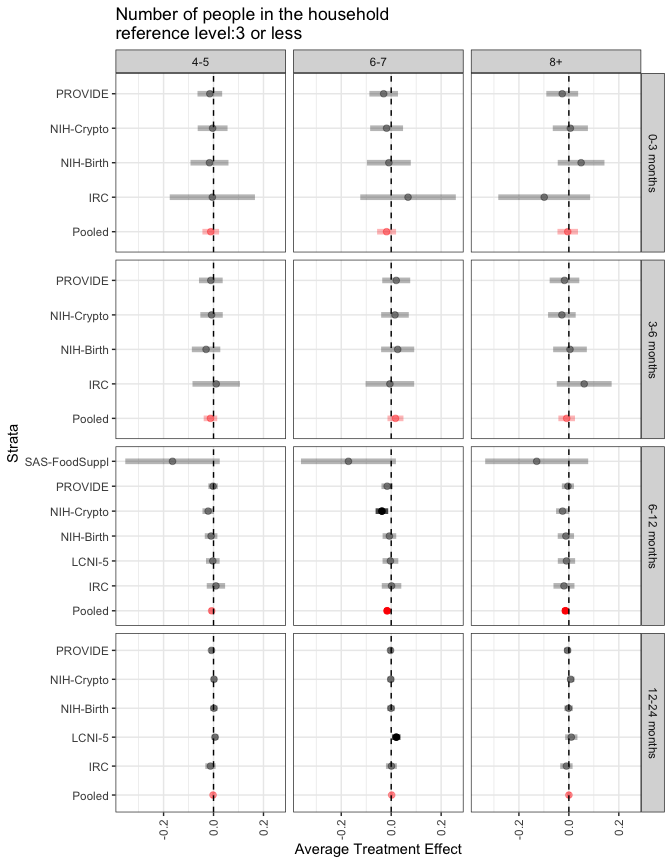 Number of people in the household
reference level:3 or less
4-5
6-7
8+
Strata
PROVIDE
NIH-Crypto
NIH-Birth
IRC
Pooled
0-3 months
PROVIDE
NIH-Crypto
NIH-Birth
IRC
Pooled
3-6 months
SAS-FoodSuppl
PROVIDE
NIH-Crypto
NIH-Birth
LCNI-5
IRC
Pooled
6-12 months
PROVIDE
NIH-Crypto
NIH-Birth
LCNI-5
IRC
Pooled
12-24 months
-0.2 0.0 0.2 -0.2 0.0 0.2 -0.2 0.0 0.2
Average Treatment Effect